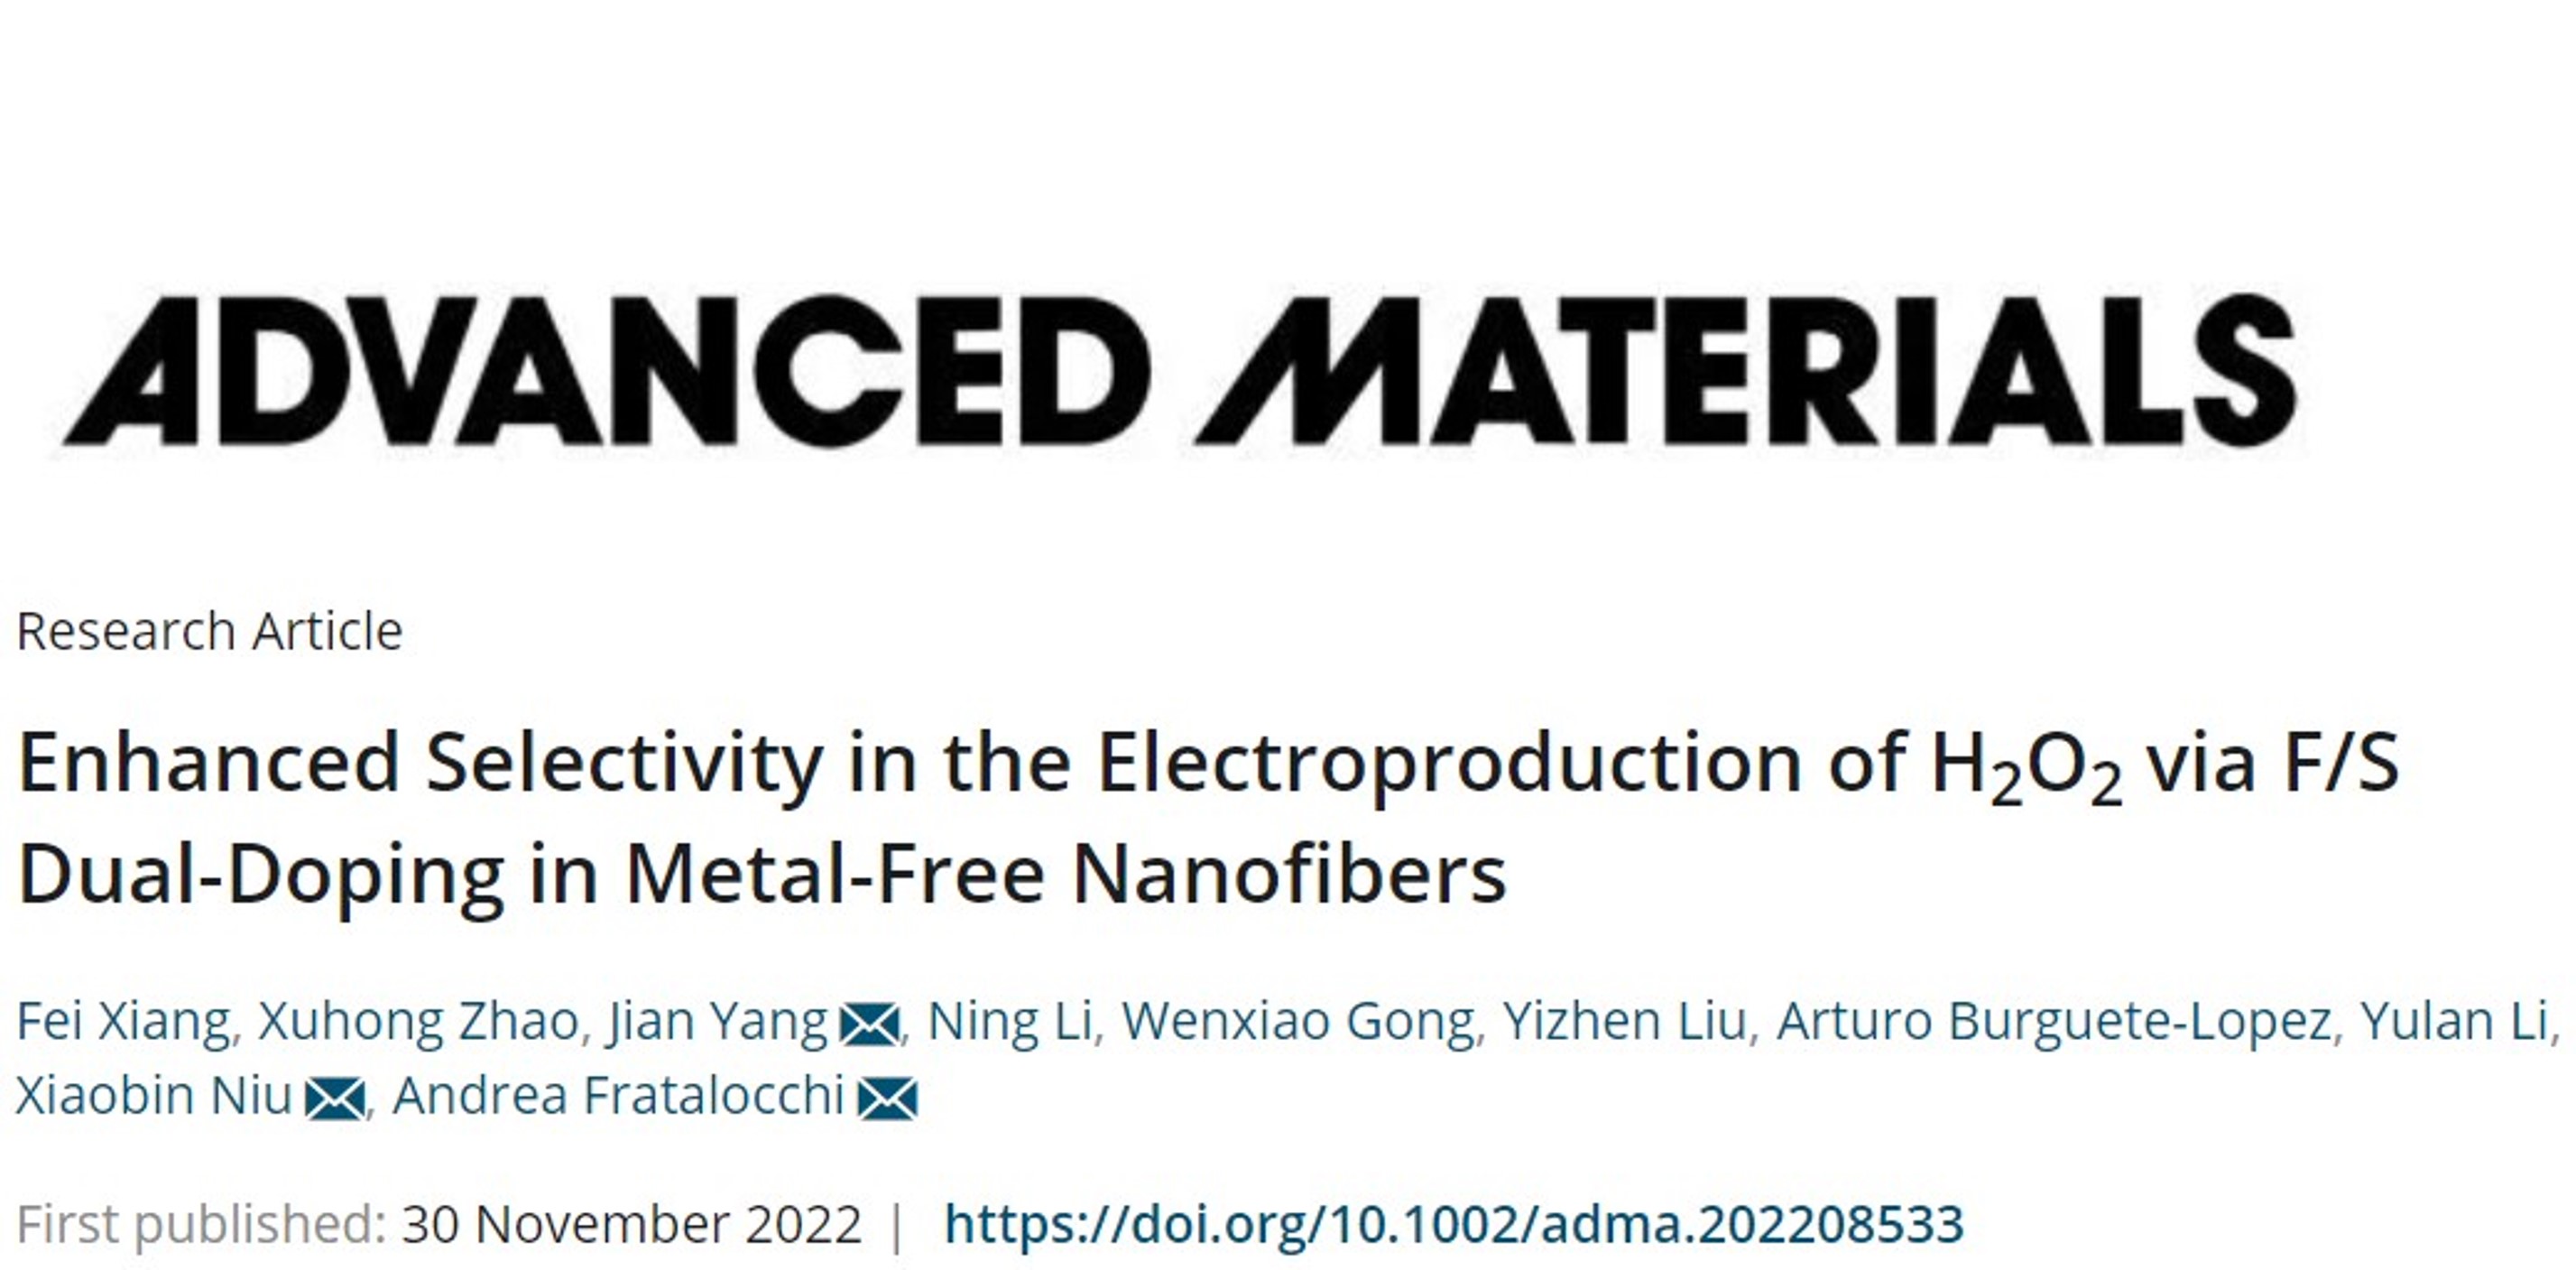 ADVANCED MATERIALS
Research Article
Enhanced Selectivity in the Electroproduction of H₂O₂ via F/S
Dual-Doping in Metal-Free Nanofibers
Fei Xiang, Xuhong Zhao, Jian Yang, Ning Li, Wenxiao Gong, Yizhen Liu, Arturo Burguete-Lopez, Yulan Li,
Xiaobin Niu, Andrea Fratalocchi
First published: 30 November 2022 | https://doi.org/10.1002/adma.202208533